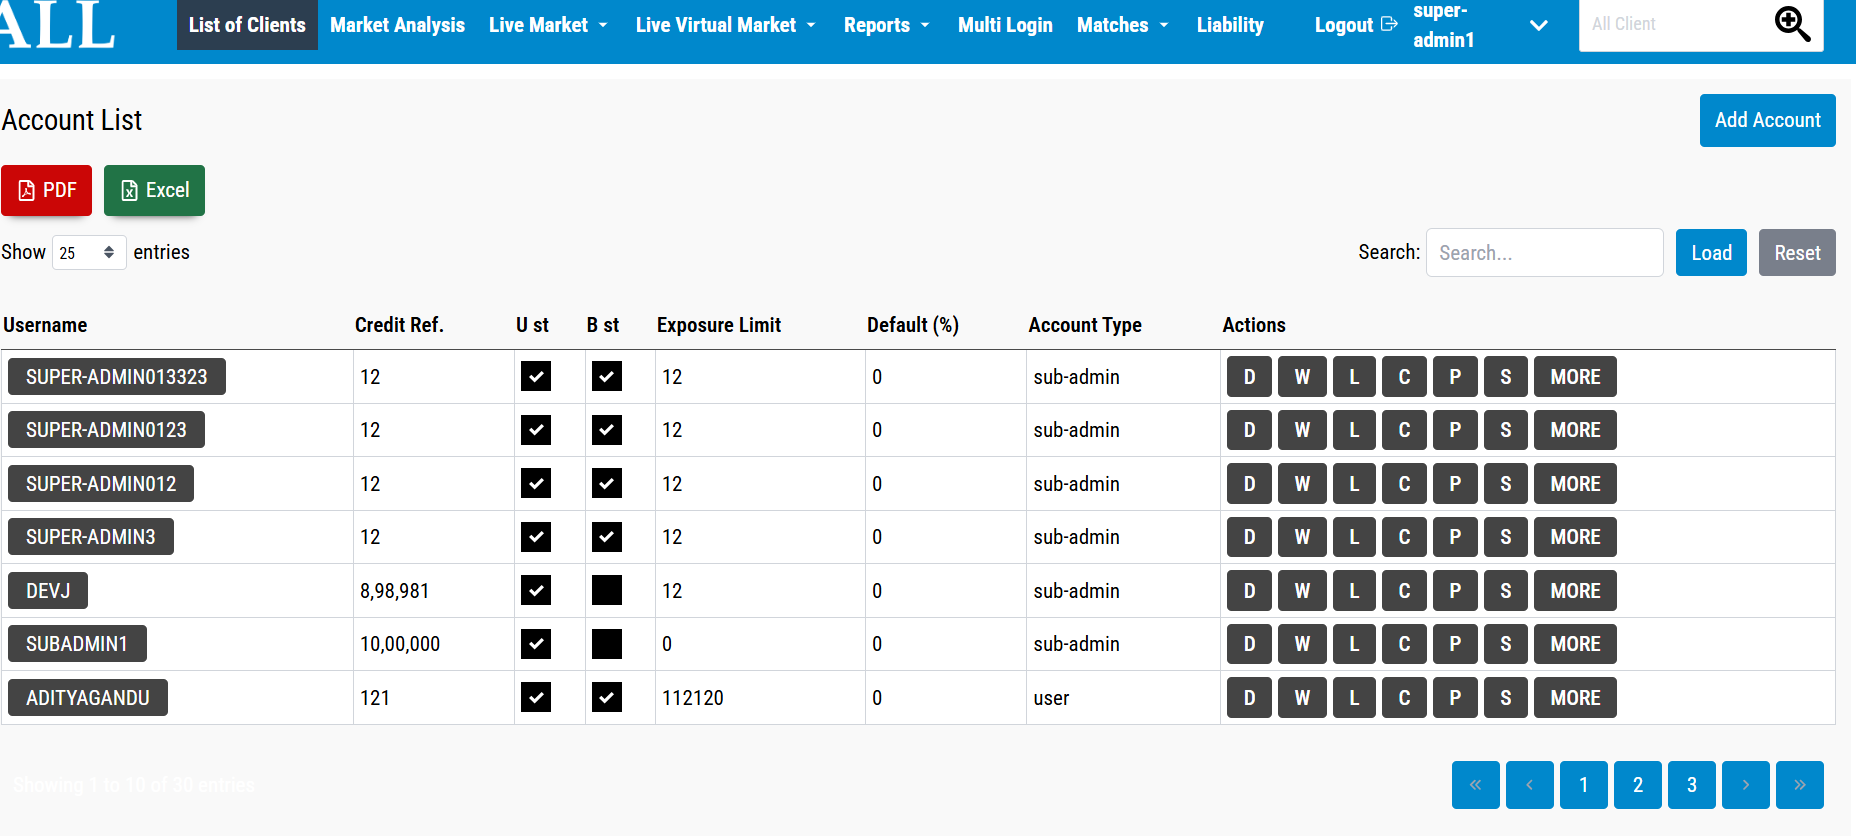 ALL
List of Clients Market Analysis Live Market Live Virtual Market Reports Multi Login Matches Liability Logout super-admin1 All Client
Account List Add Account
PDF Excel
Show 25 entries Search: Search... Load Reset
Username Credit Ref. U st B st Exposure Limit Default (%) Account Type Actions
SUPER-ADMIN013323 12 12 0 sub-admin D W L C P S MORE
SUPER-ADMIN0123 12 12 0 sub-admin D W L C P S MORE
SUPER-ADMIN012 12 12 0 sub-admin D W L C P S MORE
SUPER-ADMIN3 12 12 0 sub-admin D W L C P S MORE
DEVJ 8,98,981 12 0 sub-admin D W L C P S MORE
SUBADMIN1 10,00,000 0 0 sub-admin D W L C P S MORE
ADITYAGANDU 121 112120 0 user D W L C P S MORE
Showing 1 to 10 of 30 entries « ‹ 1 2 3 › »